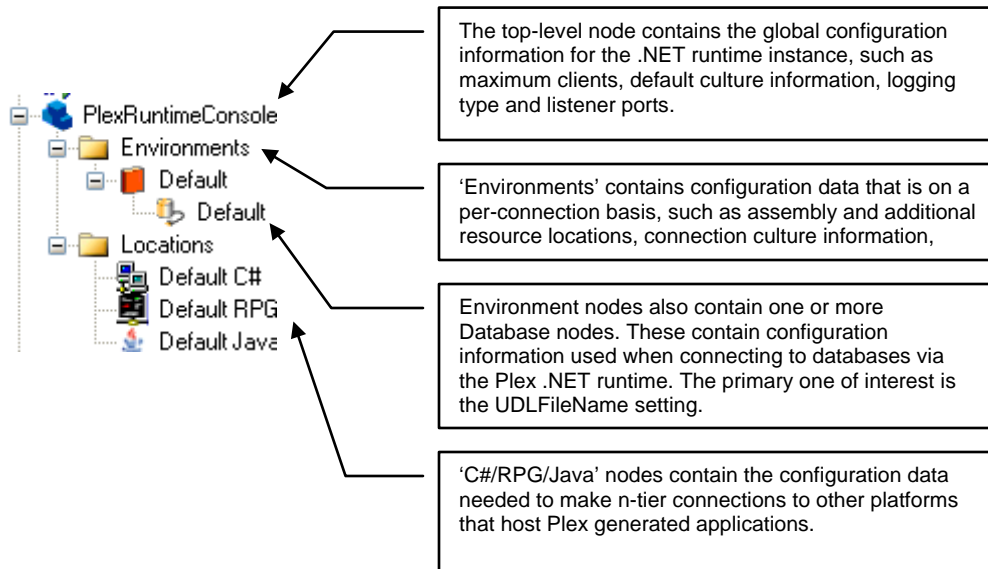 PlexRuntimeConsole
Environments
Default
Default
Locations
Default C#
Default RPG
Default Java
The top-level node contains the global configuration
information for the .NET runtime instance, such as
maximum clients, default culture information, logging
type and listener ports.
‘Environments’ contains configuration data that is on a
per-connection basis, such as assembly and additional
resource locations, connection culture information,
Environment nodes also contain one or more
Database nodes. These contain configuration
information used when connecting to databases via
the Plex .NET runtime. The primary one of interest is
the UDLFileName setting.
‘C#/RPG/Java’ nodes contain the configuration data
needed to make n-tier connections to other platforms
that host Plex generated applications.